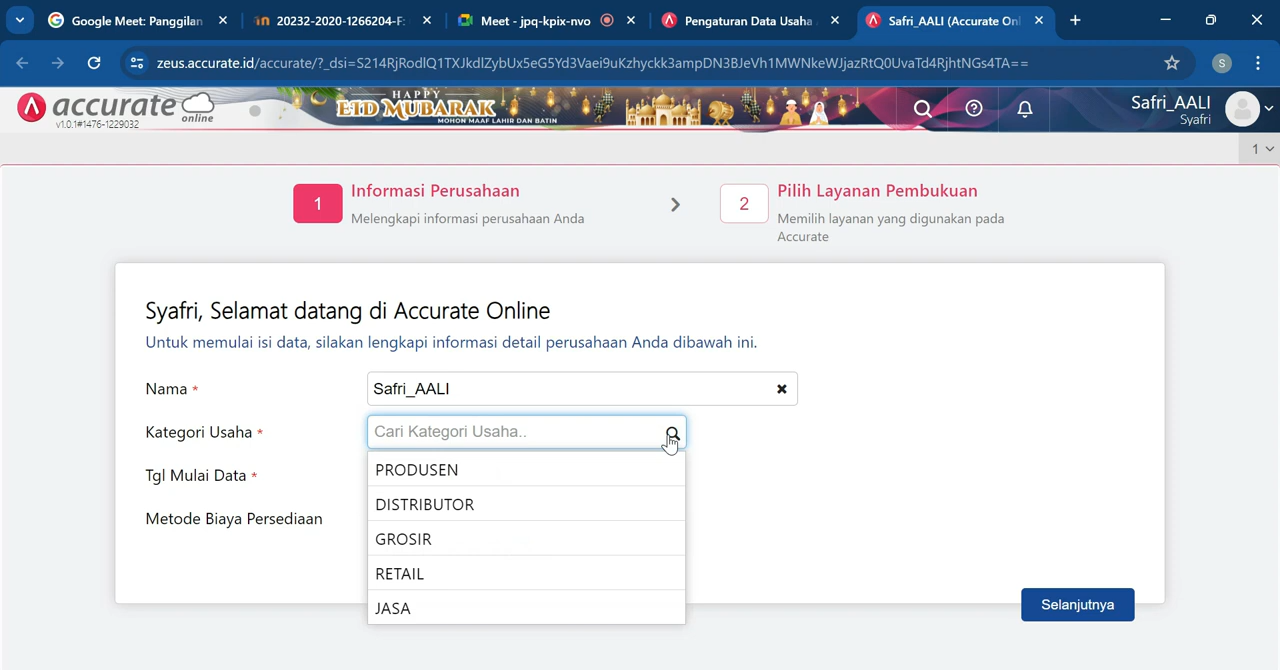 Google Meet: Panggilan
20232-2020-1266204-F:
Meet - jpq-kpix-nvo
Pengaturan Data Usaha
Safri_AALI (Accurate Onl
zeus.accurate.id/accurate/?_dsi=S214RjRodlQ1TXJkdlZybUx5eG5Yd3Vaei9uKzhyckk3ampDN3BJeVh1MWNkeWJjazRtQ0UvaTd4RjhtNGs4TA==
S
accurate
online
v1.0.1#1476-1229032
HAPPY
EID MUBARAK
MOHON MAAF LAHIR DAN BATIN
Safri_AALI
Syafri
1
1
Informasi Perusahaan
Melengkapi informasi perusahaan Anda
2
Pilih Layanan Pembukuan
Memilih layanan yang digunakan pada
Accurate
Syafri, Selamat datang di Accurate Online
Untuk memulai isi data, silakan lengkapi informasi detail perusahaan Anda dibawah ini.
Nama *
Safri_AALI
Kategori Usaha *
Cari Kategori Usaha..
PRODUSEN
Tgl Mulai Data *
DISTRIBUTOR
Metode Biaya Persediaan
GROSIR
RETAIL
JASA
Selanjutnya